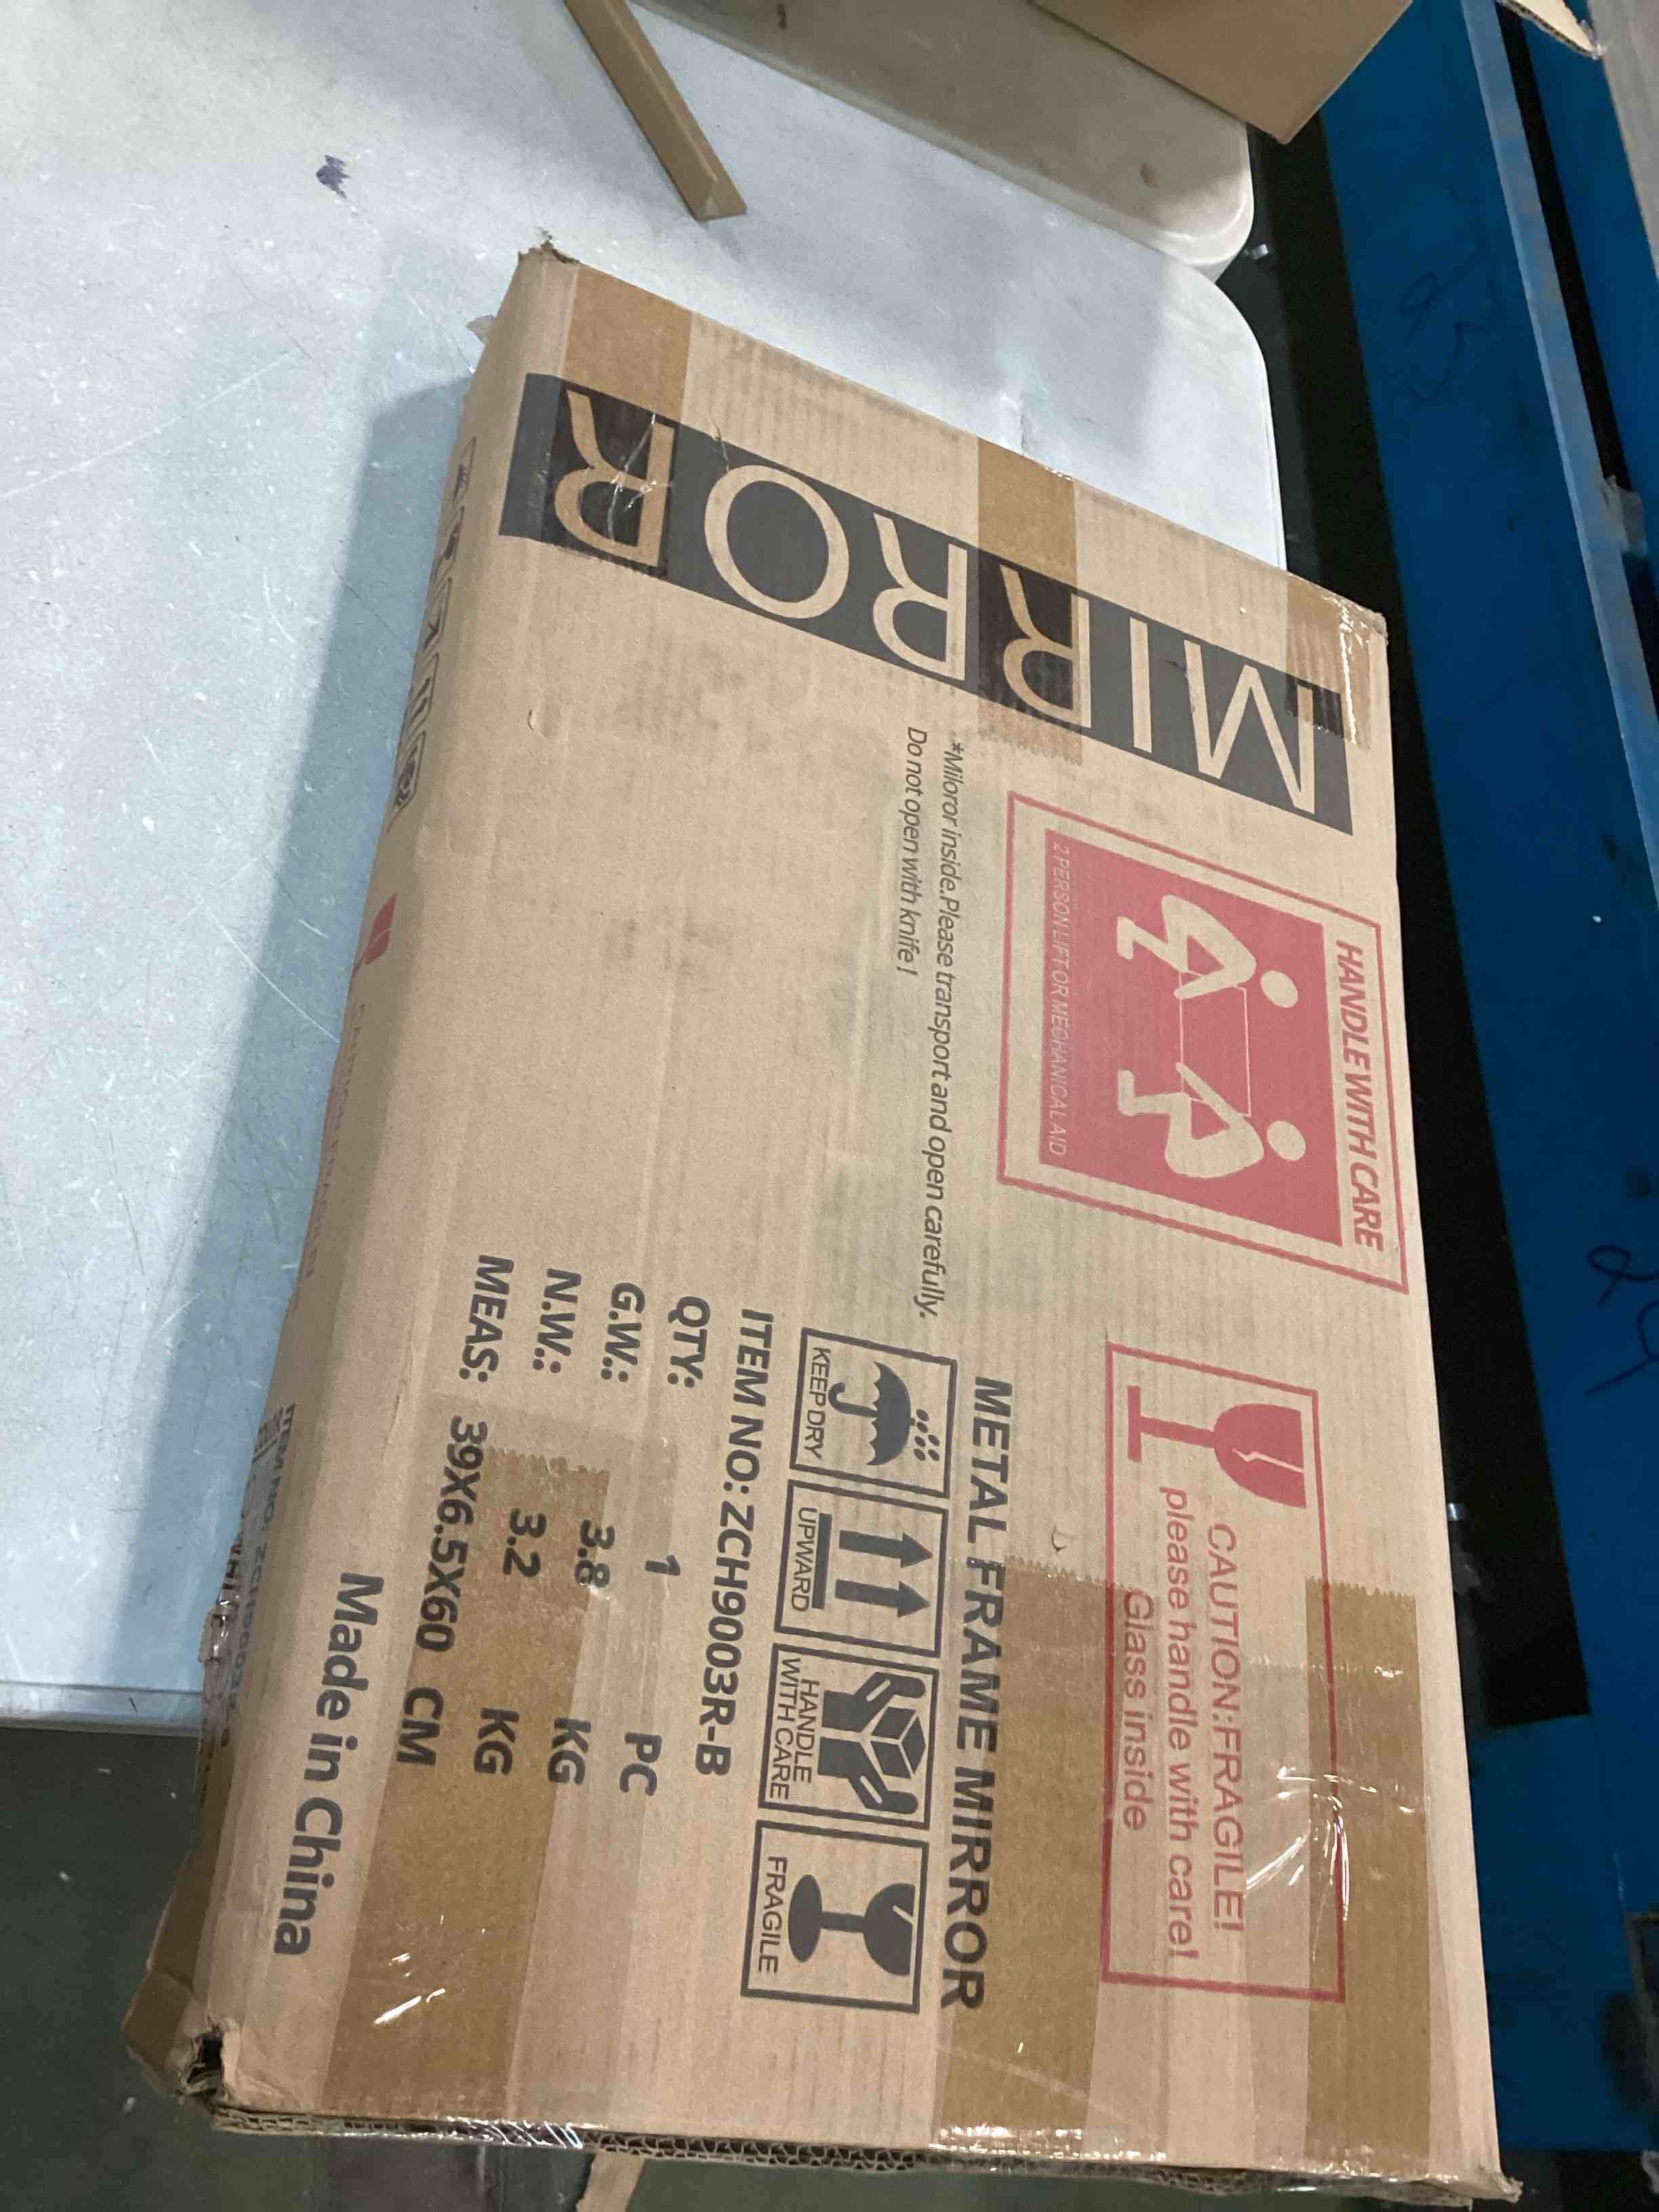 MIRROR
HANDLE WITH CARE
2 PERSON LIFT OR MECHANICAL AID
CAUTION:FRAGILE!
please handle with care!
Glass inside
*Miloror inside.Please transport and open carefully.
Do not open with knife!
METAL FRAME MIRROR
KEEP DRY
UPWARD
HANDLE
WITH CARE
FRAGILE
ITEM NO: ZCH9003R-B
QTY: 1 PC
G.W.: 3.8 KG
N.W.: 3.2 KG
MEAS: 39X6.5X60 CM
Made in China
ITEM NO: ZCH9003R-B